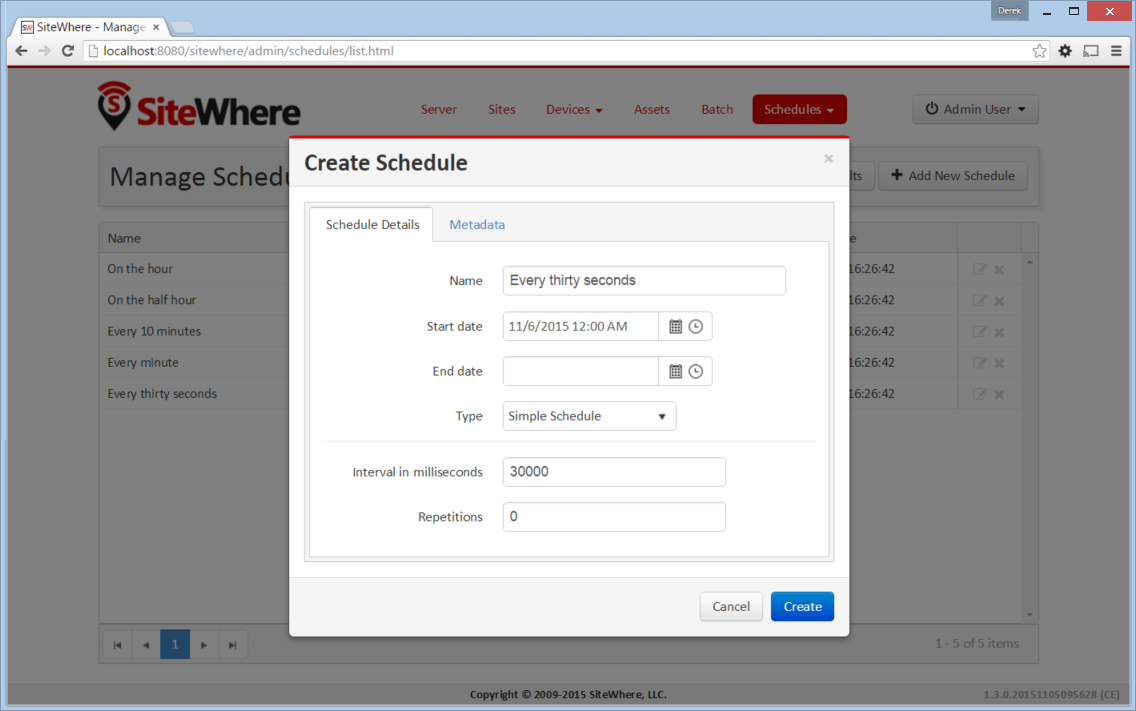 Derek
SW SiteWhere - Manage
localhost:8080/sitewhere/admin/schedules/list.html
S SiteWhere
Server Sites Devices Assets Batch Schedules Admin User
Create Schedule ×
Manage Schedu lts + Add New Schedule
Schedule Details Metadata
Name e
On the hour 16:26:42
Name Every thirty seconds
On the half hour 16:26:42
Start date 11/6/2015 12:00 AM
Every 10 minutes 16:26:42
Every minute 16:26:42
End date
Every thirty seconds 16:26:42
Type Simple Schedule
Interval in milliseconds 30000
Repetitions 0
Cancel Create
1 1 - 5 of 5 items
Copyright © 2009-2015 SiteWhere, LLC. 1.3.0.20151105095628 (CE)